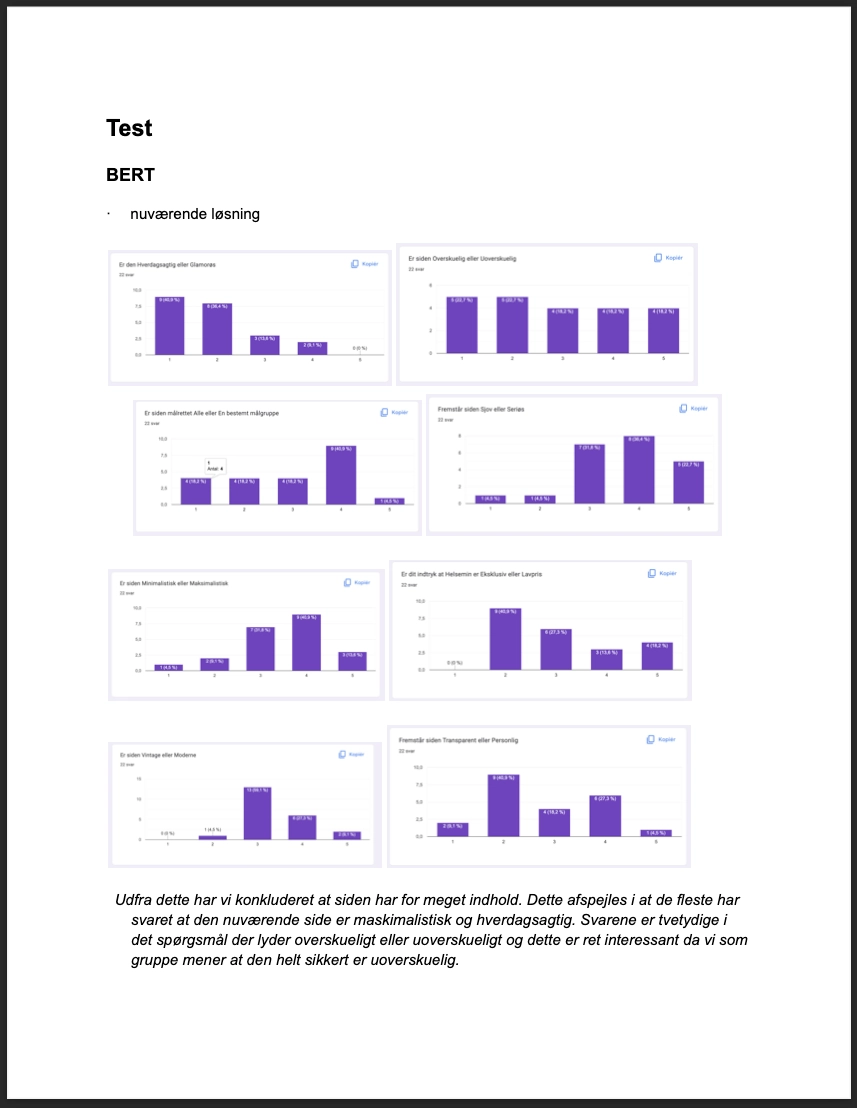 Test
BERT
· nuværende løsning
Er den Hverdagsagtig eller Glamorøs
Kopiér
22 svar
10,0
7,5
5,0
2,5
0,0
9 (40,9 %)
8 (36,4 %)
3 (13,6 %)
2 (9,1 %)
0 (0 %)
1 2 3 4 5
Er siden Overskuelig eller Uoverskuelig
Kopiér
22 svar
6
4
2
0
5 (22,7 %)
5 (22,7 %)
4 (18,2 %)
4 (18,2 %)
4 (18,2 %)
1 2 3 4 5
Er siden målrettet Alle eller En bestemt målgruppe
Kopiér
22 svar
10,0
7,5
5,0
2,5
0,0
1
Antal: 4
4 (18,2 %)
4 (18,2 %)
4 (18,2 %)
9 (40,9 %)
1 (4,5 %)
1 2 3 4 5
Fremstår siden Sjov eller Seriøs
Kopiér
22 svar
8
6
4
2
0
1 (4,5 %)
1 (4,5 %)
7 (31,8 %)
8 (36,4 %)
5 (22,7 %)
1 2 3 4 5
Er siden Minimalistisk eller Maksimalistisk
Kopiér
22 svar
10,0
7,5
5,0
2,5
0,0
1 (4,5 %)
2 (9,1 %)
7 (31,8 %)
9 (40,9 %)
3 (13,6 %)
1 2 3 4 5
Er dit indtryk at Helsemin er Eksklusiv eller Lavpris
Kopiér
22 svar
10,0
7,5
5,0
2,5
0,0
0 (0 %)
9 (40,9 %)
6 (27,3 %)
3 (13,6 %)
4 (18,2 %)
1 2 3 4 5
Er siden Vintage eller Moderne
Kopiér
22 svar
15
10
5
0
0 (0 %)
1 (4,5 %)
13 (59,1 %)
6 (27,3 %)
2 (9,1 %)
1 2 3 4 5
Fremstår siden Transparent eller Personlig
Kopiér
22 svar
10,0
7,5
5,0
2,5
0,0
2 (9,1 %)
9 (40,9 %)
4 (18,2 %)
6 (27,3 %)
1 (4,5 %)
1 2 3 4 5
Udfra dette har vi konkluderet at siden har for meget indhold. Dette afspejles i at de fleste har
svaret at den nuværende side er maskimalistisk og hverdagsagtig. Svarene er tvetydige i
det spørgsmål der lyder overskueligt eller uoverskueligt og dette er ret interessant da vi som
gruppe mener at den helt sikkert er uoverskuelig.